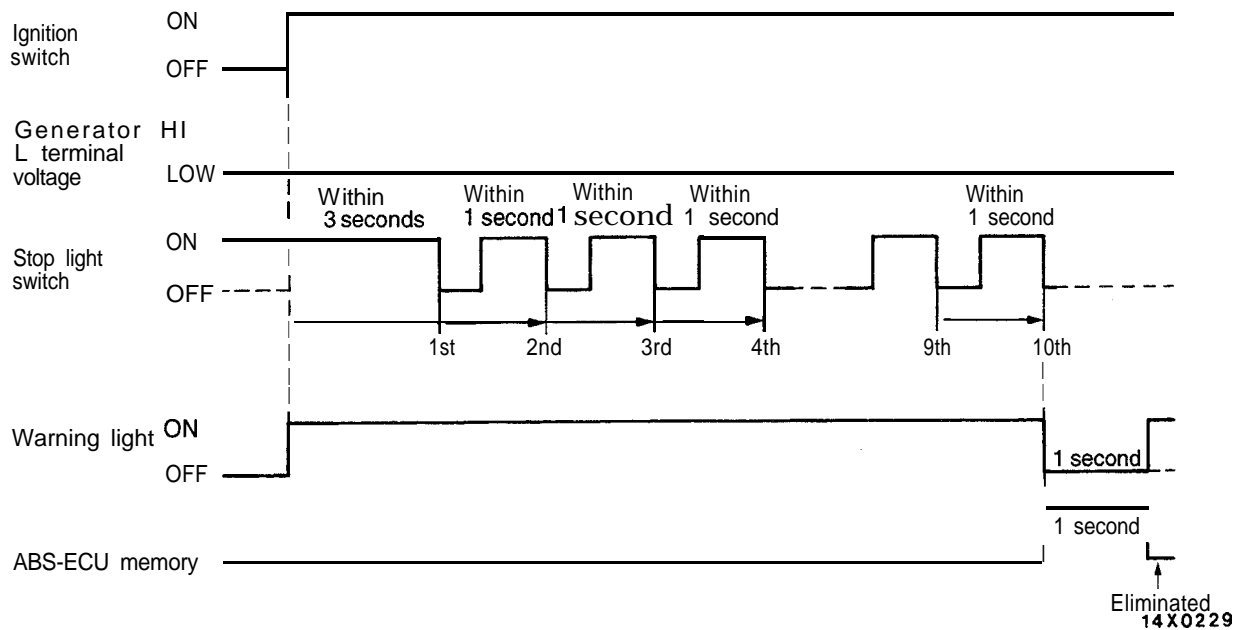 Ignition
switch
ON
OFF
Generator HI
L terminal
voltage
LOW
Within
3 seconds
Within
1 second
Within
1 second
Within
1 second
Within
1 second
Stop light
switch
ON
OFF
1st
2nd
3rd
4th
9th
10th
Warning light
ON
OFF
1 second
1 second
ABS-ECU memory
Eliminated
14X0229